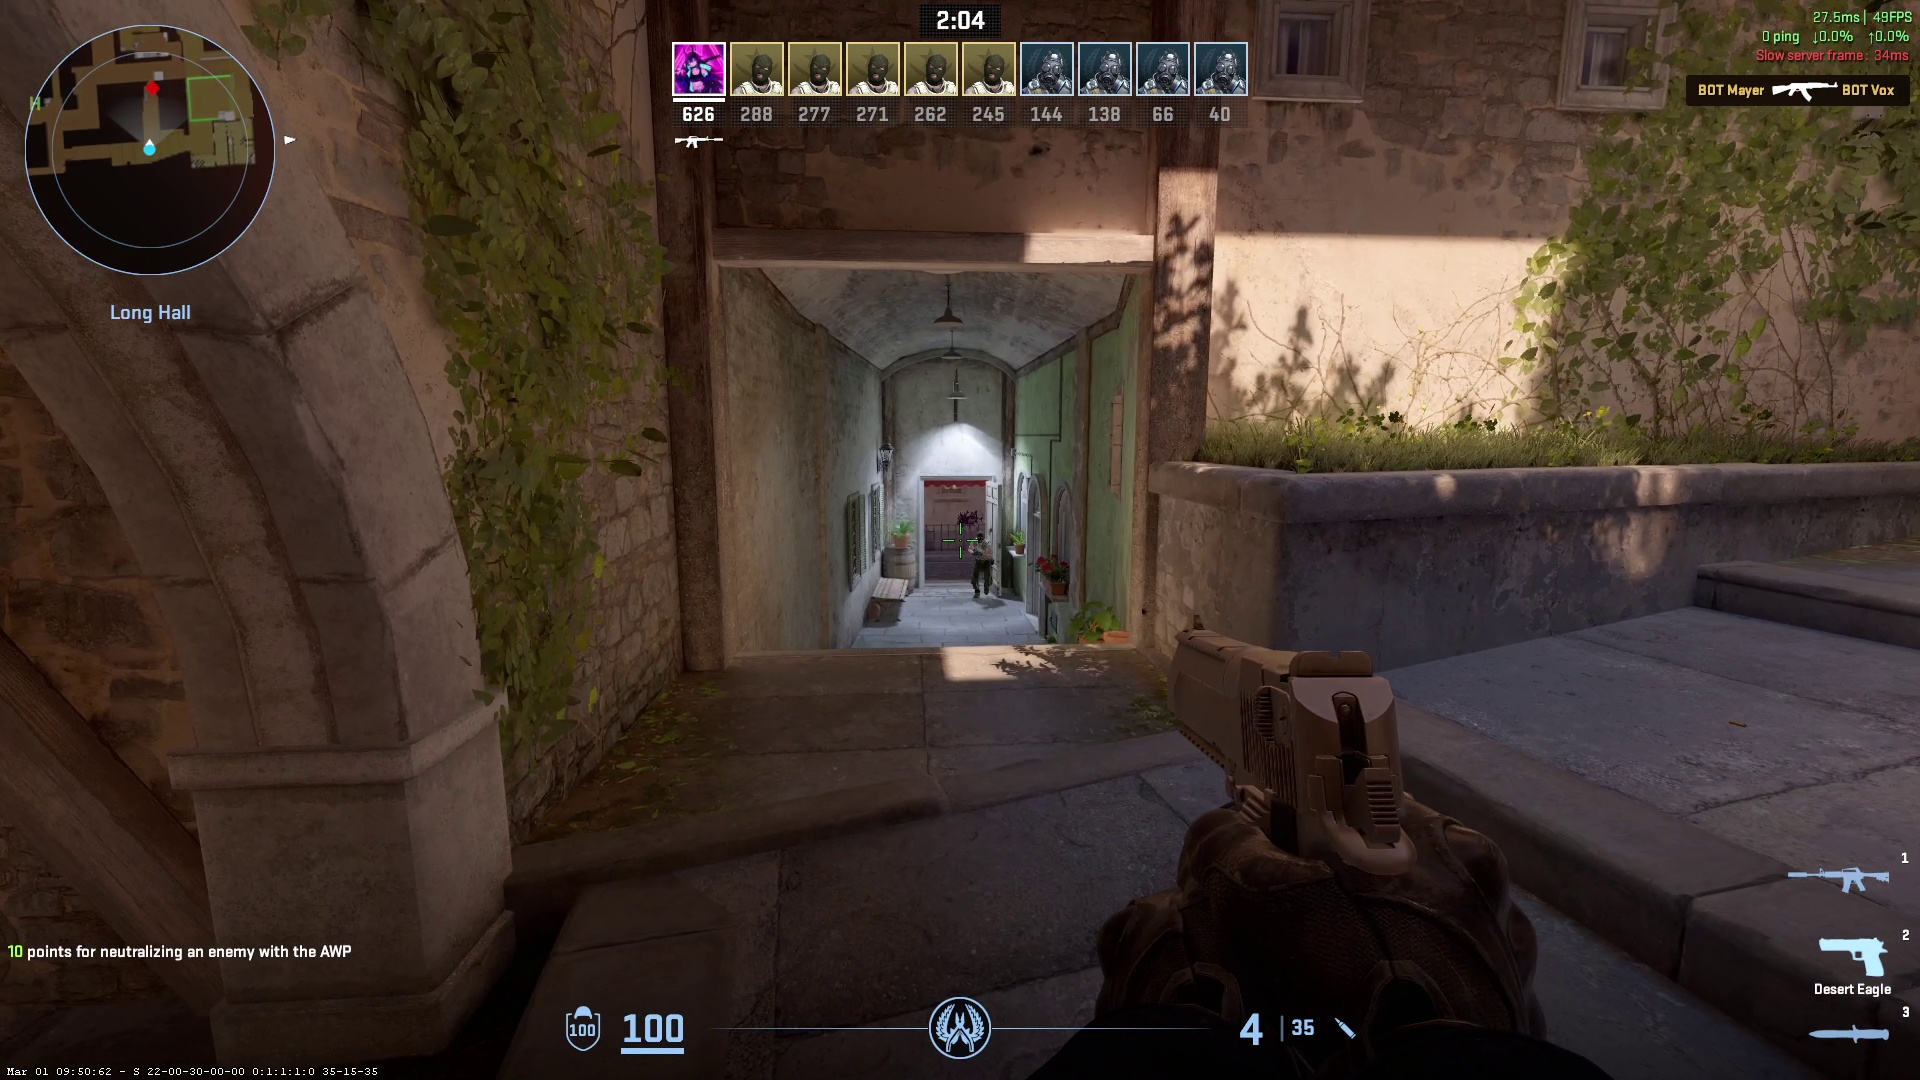 2:04
27.5ms | 49FPS
0 ping ↓0.0% ↑0.0%
Slow server frame: 34ms
BOT Mayer BOT Vox
H
626 288 277 271 262 245 144 138 66 40
Long Hall
1
2
Desert Eagle
3
10 points for neutralizing an enemy with the AWP
100 100
4 | 35
Mar 01 09:50:62 - S 22-00-30-00-00 0:1:1:1:0 35-15-35